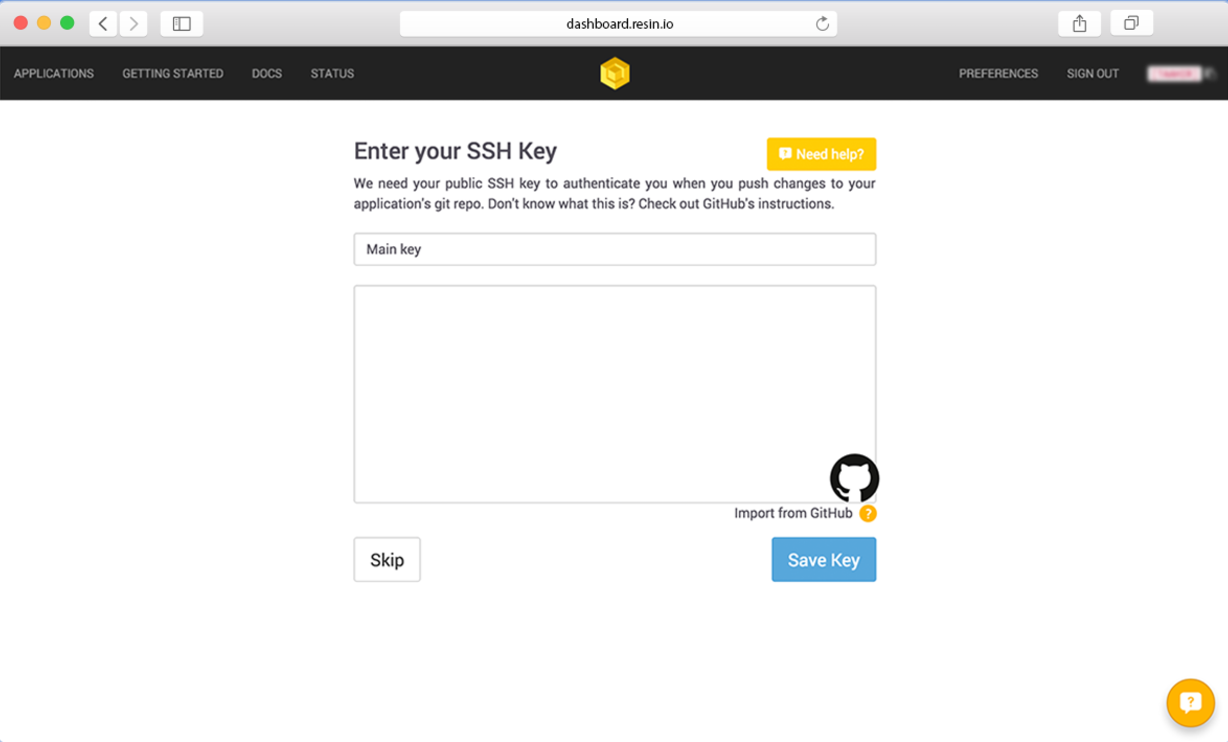 dashboard.resin.io
APPLICATIONS GETTING STARTED DOCS STATUS PREFERENCES SIGN OUT
Enter your SSH Key
? Need help?
We need your public SSH key to authenticate you when you push changes to your
application's git repo. Don't know what this is? Check out GitHub's instructions.
Main key
Import from GitHub ?
Skip Save Key
?